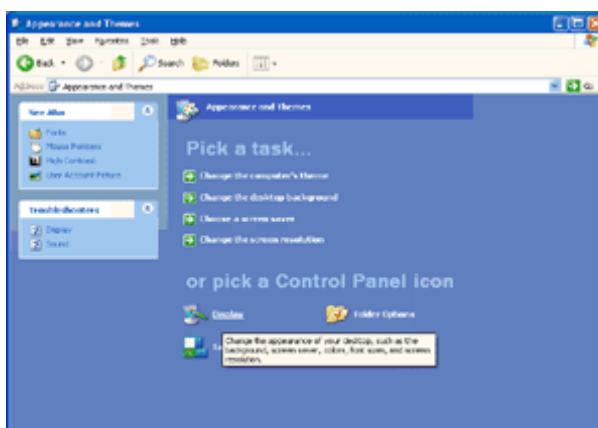 Appearance and Themes
File Edit View Favorites Tools Help
Back Search Folders
Address Appearance and Themes Go
See Also
Fonts
Mouse Pointers
High Contrast
User Account Picture
Troubleshooters
Display
Sound
Appearance and Themes
Pick a task...
Change the computer's theme
Change the desktop background
Choose a screen saver
Change the screen resolution
or pick a Control Panel icon
Display Folder Options
Change the appearance of your desktop, such as the
background, screen saver, colors, font sizes, and screen
resolution.